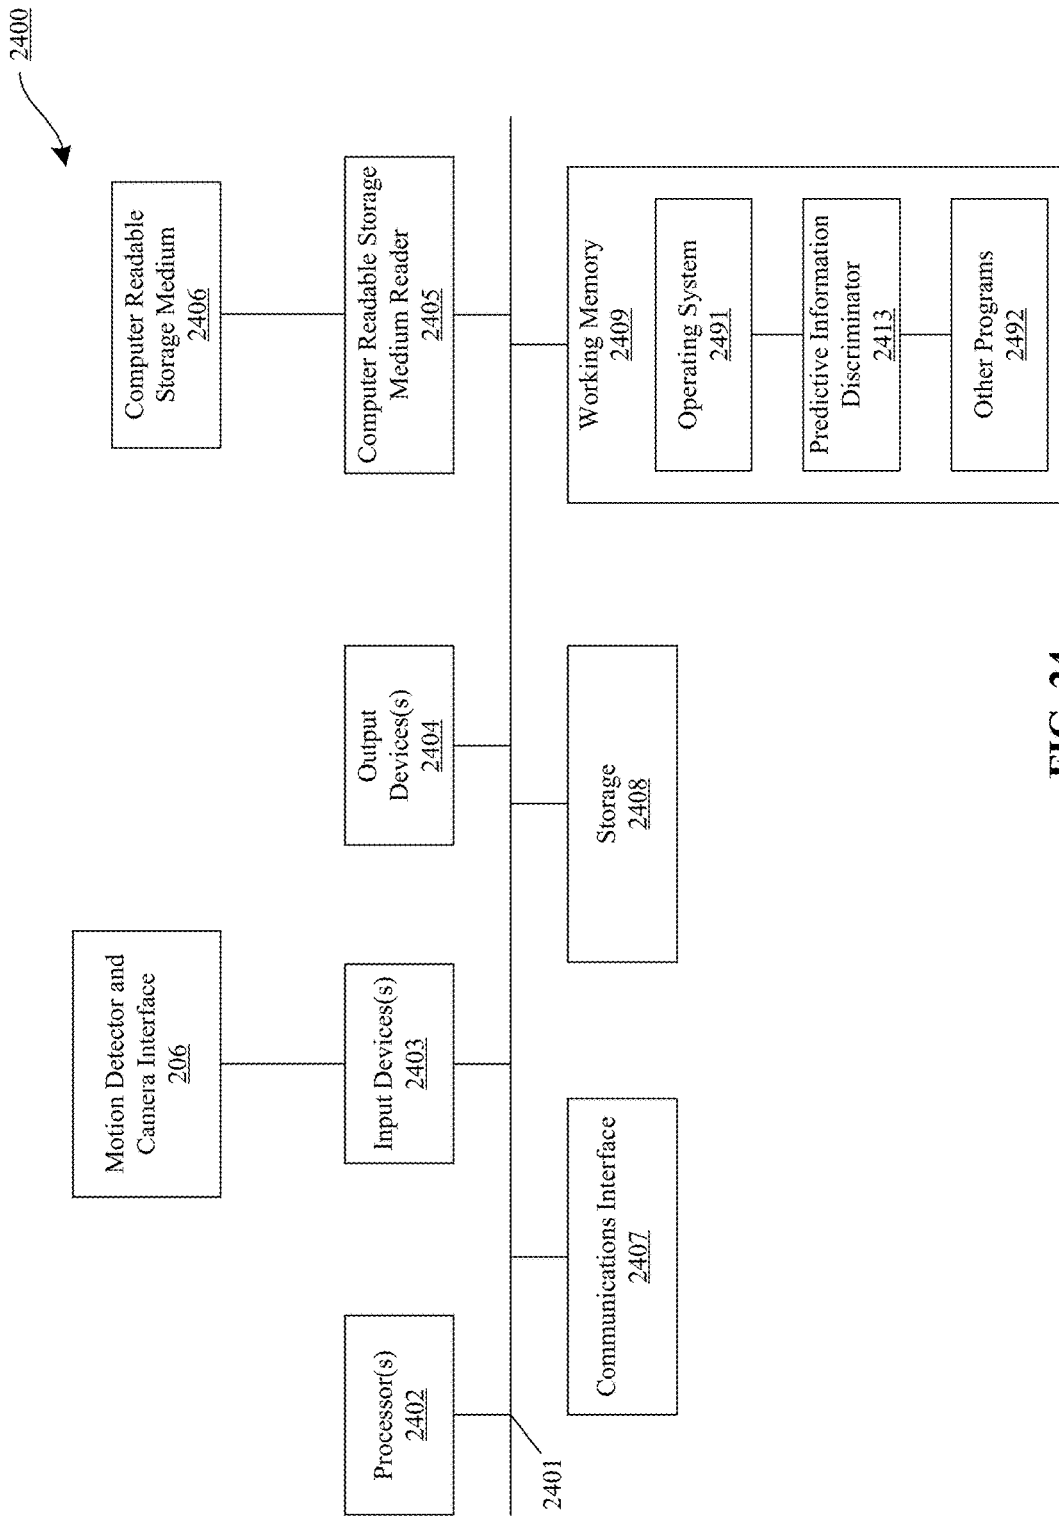 2400
Motion Detector and
Camera Interface
206
Computer Readable
Storage Medium
2406
Processor(s)
2402
Input Devices(s)
2403
Output
Devices(s)
2404
Computer Readable Storage
Medium Reader
2405
2401
Communications Interface
2407
Storage
2408
Working Memory
2409
Operating System
2491
Predictive Information
Discriminator
2413
Other Programs
2492
FIG. 24